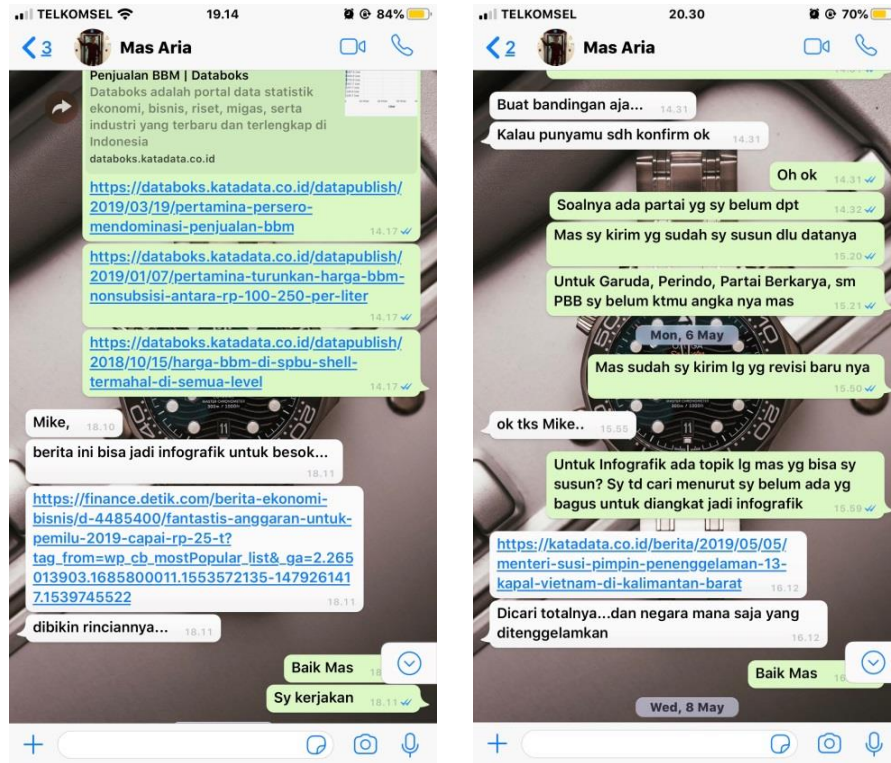 TELKOMSEL 19.14 84%
3 Mas Aria
Penjualan BBM | Databoks
Databoks adalah portal data statistik
ekonomi, bisnis, riset, migas, serta
industri yang terbaru dan terlengkap di
Indonesia
databoks.katadata.co.id
https://databoks.katadata.co.id/datapublish/
2019/03/19/pertamina-persero-
mendominasi-penjualan-bbm
14.17
https://databoks.katadata.co.id/datapublish/
2019/01/07/pertamina-turunkan-harga-bbm-
nonsubsisi-antara-rp-100-250-per-liter
14.17
https://databoks.katadata.co.id/datapublish/
2018/10/15/harga-bbm-di-spbu-shell-
termahal-di-semua-level
14.17
Mike, 18.10
berita ini bisa jadi infografik untuk besok...
18.11
https://finance.detik.com/berita-ekonomi-
bisnis/d-4485400/fantastis-anggaran-untuk-
pemilu-2019-capai-rp-25-t?
tag_from=wp_cb_mostPopular_list&_ga=2.265
013903.1685800011.1553572135-147926141
7.1539745522
18.11
dibikin rinciannya... 18.11
Baik Mas 18
Sy kerjakan 18.11
TELKOMSEL 20.30 70%
2 Mas Aria
Buat bandingan aja... 14.31
Kalau punyamu sdh konfirm ok 14.31
Oh ok 14.31
Soalnya ada partai yg sy belum dpt 14.32
Mas sy kirim yg sudah sy susun dlu datanya
15.20
Untuk Garuda, Perindo, Partai Berkarya, sm
PBB sy belum ktmu angka nya mas 15.21
Mon, 6 May
Mas sudah sy kirim lg yg revisi baru nya
15.50
ok tks Mike.. 15.55
Untuk Infografik ada topik lg mas yg bisa sy
susun? Sy td cari menurut sy belum ada yg
bagus untuk diangkat jadi infografik 15.59
https://katadata.co.id/berita/2019/05/05/
menteri-susi-pimpin-penenggelaman-13-
kapal-vietnam-di-kalimantan-barat 16.12
Dicari totalnya...dan negara mana saja yang
ditenggelamkan 16.12
Baik Mas 16
Wed, 8 May